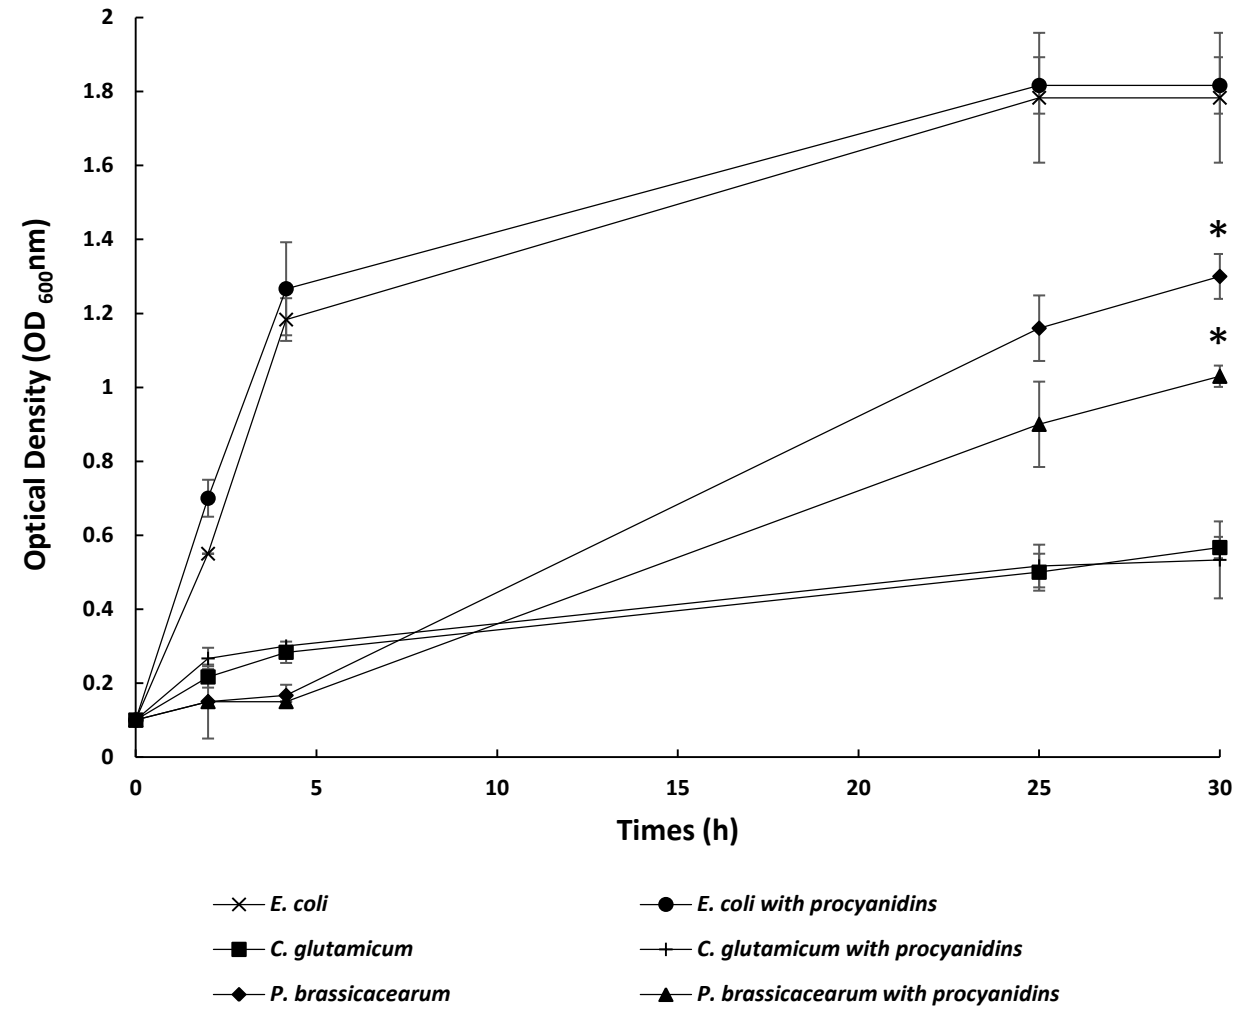 2
1.8
1.6
1.4
1.2
1
0.8
0.6
0.4
0.2
0
Optical Density (OD 600nm)
*
*
0 5 10 15 20 25 30
Times (h)
E. coli E. coli with procyanidins
C. glutamicum C. glutamicum with procyanidins
P. brassicacearum P. brassicacearum with procyanidins